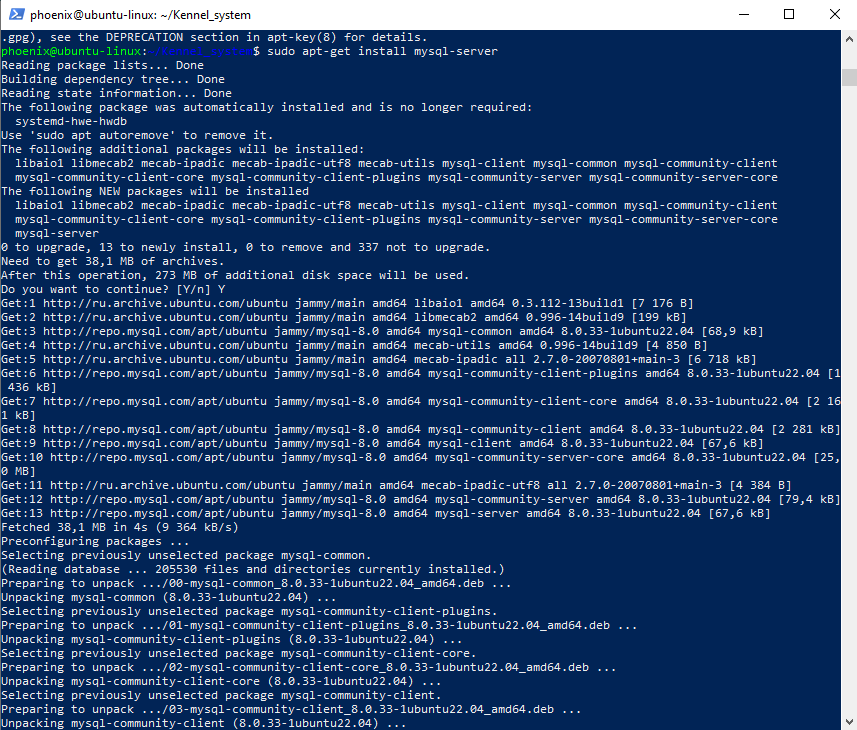 phoenix@ubuntu-linux: ~/Kennel_system
.gpg), see the DEPRECATION section in apt-key(8) for details.
phoenix@ubuntu-linux:~/Kennel_system$ sudo apt-get install mysql-server
Reading package lists... Done
Building dependency tree... Done
Reading state information... Done
The following package was automatically installed and is no longer required:
  systemd-hwe-hwdb
Use 'sudo apt autoremove' to remove it.
The following additional packages will be installed:
  libaio1 libmecab2 mecab-ipadic mecab-ipadic-utf8 mecab-utils mysql-client mysql-common mysql-community-client
  mysql-community-client-core mysql-community-client-plugins mysql-community-server mysql-community-server-core
The following NEW packages will be installed
  libaio1 libmecab2 mecab-ipadic mecab-ipadic-utf8 mecab-utils mysql-client mysql-common mysql-community-client
  mysql-community-client-core mysql-community-client-plugins mysql-community-server mysql-community-server-core
  mysql-server
0 to upgrade, 13 to newly install, 0 to remove and 337 not to upgrade.
Need to get 38,1 MB of archives.
After this operation, 273 MB of additional disk space will be used.
Do you want to continue? [Y/n] Y
Get:1 http://ru.archive.ubuntu.com/ubuntu jammy/main amd64 libaio1 amd64 0.3.112-13build1 [7 176 B]
Get:2 http://ru.archive.ubuntu.com/ubuntu jammy/main amd64 libmecab2 amd64 0.996-14build9 [199 kB]
Get:3 http://repo.mysql.com/apt/ubuntu jammy/mysql-8.0 amd64 mysql-common amd64 8.0.33-1ubuntu22.04 [68,9 kB]
Get:4 http://ru.archive.ubuntu.com/ubuntu jammy/main amd64 mecab-utils amd64 0.996-14build9 [4 850 B]
Get:5 http://ru.archive.ubuntu.com/ubuntu jammy/main amd64 mecab-ipadic all 2.7.0-20070801+main-3 [6 718 kB]
Get:6 http://repo.mysql.com/apt/ubuntu jammy/mysql-8.0 amd64 mysql-community-client-plugins amd64 8.0.33-1ubuntu22.04 [1
 436 kB]
Get:7 http://repo.mysql.com/apt/ubuntu jammy/mysql-8.0 amd64 mysql-community-client-core amd64 8.0.33-1ubuntu22.04 [2 16
1 kB]
Get:8 http://repo.mysql.com/apt/ubuntu jammy/mysql-8.0 amd64 mysql-community-client amd64 8.0.33-1ubuntu22.04 [2 281 kB]
Get:9 http://repo.mysql.com/apt/ubuntu jammy/mysql-8.0 amd64 mysql-client amd64 8.0.33-1ubuntu22.04 [67,6 kB]
Get:10 http://repo.mysql.com/apt/ubuntu jammy/mysql-8.0 amd64 mysql-community-server-core amd64 8.0.33-1ubuntu22.04 [25,
0 MB]
Get:11 http://ru.archive.ubuntu.com/ubuntu jammy/main amd64 mecab-ipadic-utf8 all 2.7.0-20070801+main-3 [4 384 B]
Get:12 http://repo.mysql.com/apt/ubuntu jammy/mysql-8.0 amd64 mysql-community-server amd64 8.0.33-1ubuntu22.04 [79,4 kB]
Get:13 http://repo.mysql.com/apt/ubuntu jammy/mysql-8.0 amd64 mysql-server amd64 8.0.33-1ubuntu22.04 [67,6 kB]
Fetched 38,1 MB in 4s (9 364 kB/s)
Preconfiguring packages ...
Selecting previously unselected package mysql-common.
(Reading database ... 205530 files and directories currently installed.)
Preparing to unpack .../00-mysql-common_8.0.33-1ubuntu22.04_amd64.deb ...
Unpacking mysql-common (8.0.33-1ubuntu22.04) ...
Selecting previously unselected package mysql-community-client-plugins.
Preparing to unpack .../01-mysql-community-client-plugins_8.0.33-1ubuntu22.04_amd64.deb ...
Unpacking mysql-community-client-plugins (8.0.33-1ubuntu22.04) ...
Selecting previously unselected package mysql-community-client-core.
Preparing to unpack .../02-mysql-community-client-core_8.0.33-1ubuntu22.04_amd64.deb ...
Unpacking mysql-community-client-core (8.0.33-1ubuntu22.04) ...
Selecting previously unselected package mysql-community-client.
Preparing to unpack .../03-mysql-community-client_8.0.33-1ubuntu22.04_amd64.deb ...
Unpacking mysql-community-client (8.0.33-1ubuntu22.04) ...